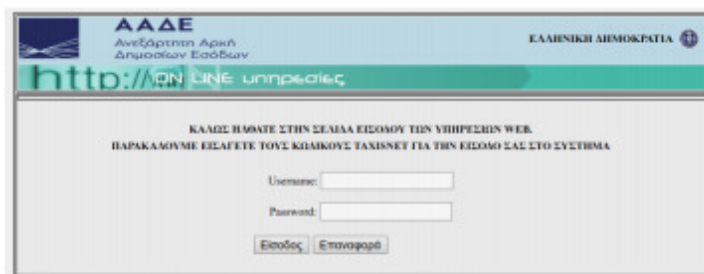 ΑΑΔΕ
Ανεξάρτητη Αρχή
Δημοσίων Εσόδων
ΕΛΛΗΝΙΚΗ ΔΗΜΟΚΡΑΤΙΑ
http://
ON LINE υπηρεσίες
ΚΑΛΩΣ ΗΛΘΑΤΕ ΣΤΗΝ ΣΕΛΙΔΑ ΕΙΣΟΔΟΥ ΤΩΝ ΥΠΗΡΕΣΙΩΝ WEB.
ΠΑΡΑΚΑΛΟΥΜΕ ΕΙΣΑΓΕΤΕ ΤΟΥΣ ΚΩΔΙΚΟΥΣ TAXISNET ΓΙΑ ΤΗΝ ΕΙΣΟΔΟ ΣΑΣ ΣΤΟ ΣΥΣΤΗΜΑ
Username:
Password:
Είσοδος Επαναφορά